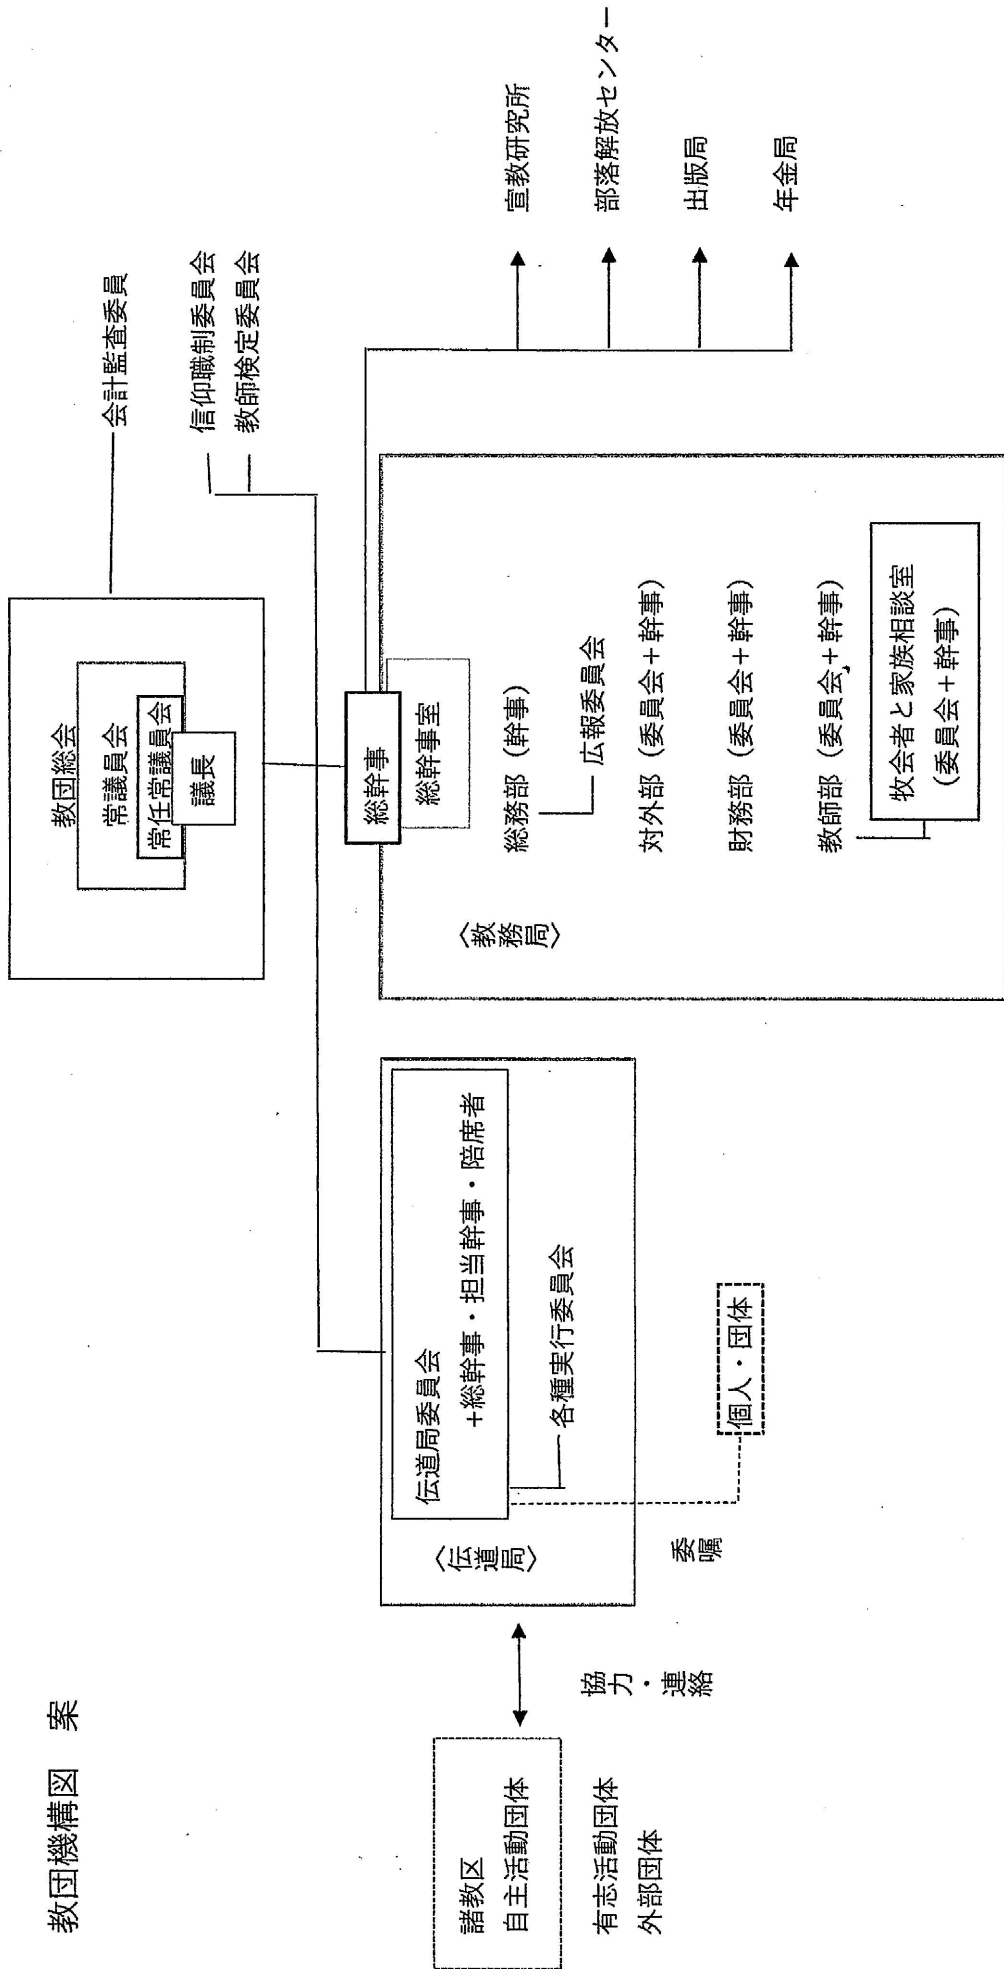 教団機構図　案
教団総会
常議員会
常任常議員会
議長
会計監査委員
信仰職制委員会
教師検定委員会
総幹事
総幹事室
〈教務局〉
総務部（幹事）
広報委員会
対外部（委員会＋幹事）
財務部（委員会＋幹事）
教師部（委員会＋幹事）
牧会者と家族相談室
（委員会＋幹事）
宣教研究所
部落解放センター
出版局
年金局
〈伝道局〉
伝道局委員会
+総幹事・担当幹事・陪席者
各種実行委員会
委嘱
個人・団体
協力・連絡
諸教区
自主活動団体
有志活動団体
外部団体